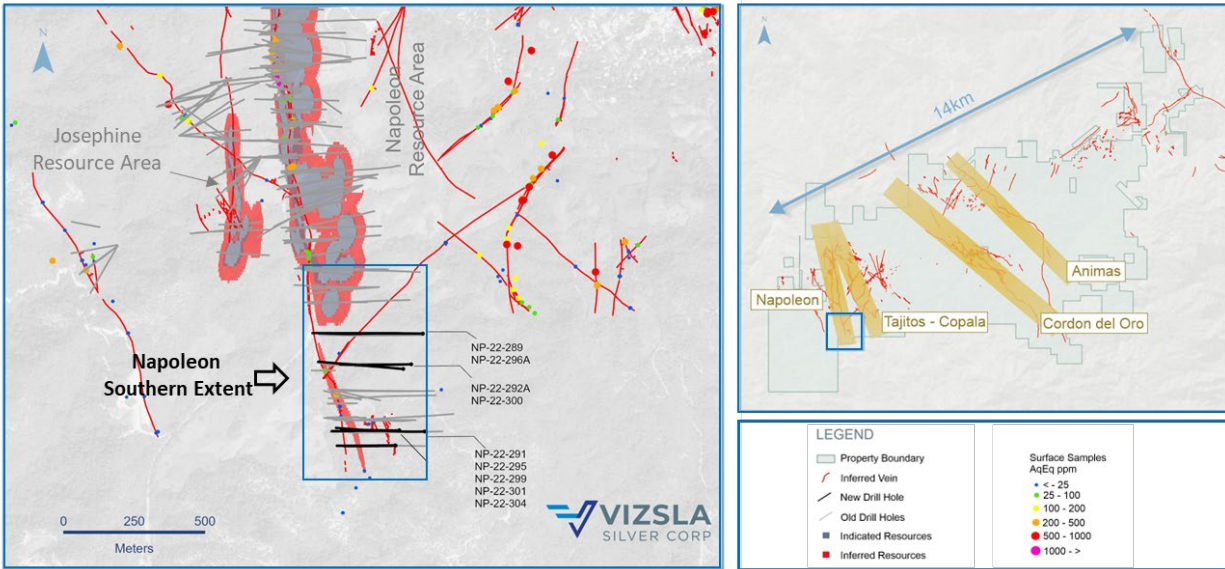 N
Josephine
Resource Area
Napoleon
Resource Area
Napoleon
Southern Extent
NP-22-289
NP-22-296A
NP-22-292A
NP-22-300
NP-22-291
NP-22-295
NP-22-299
NP-22-301
NP-22-304
0 250 500
Meters
VIZSLA
SILVER CORP
N
14km
Napoleon
Tajitos - Copala
Animas
Cordon del Oro
LEGEND
Property Boundary
Inferred Vein
New Drill Hole
Old Drill Holes
Indicated Resources
Inferred Resources
Surface Samples
AqEq ppm
< - 25
25 - 100
100 - 200
200 - 500
500 - 1000
1000 - >